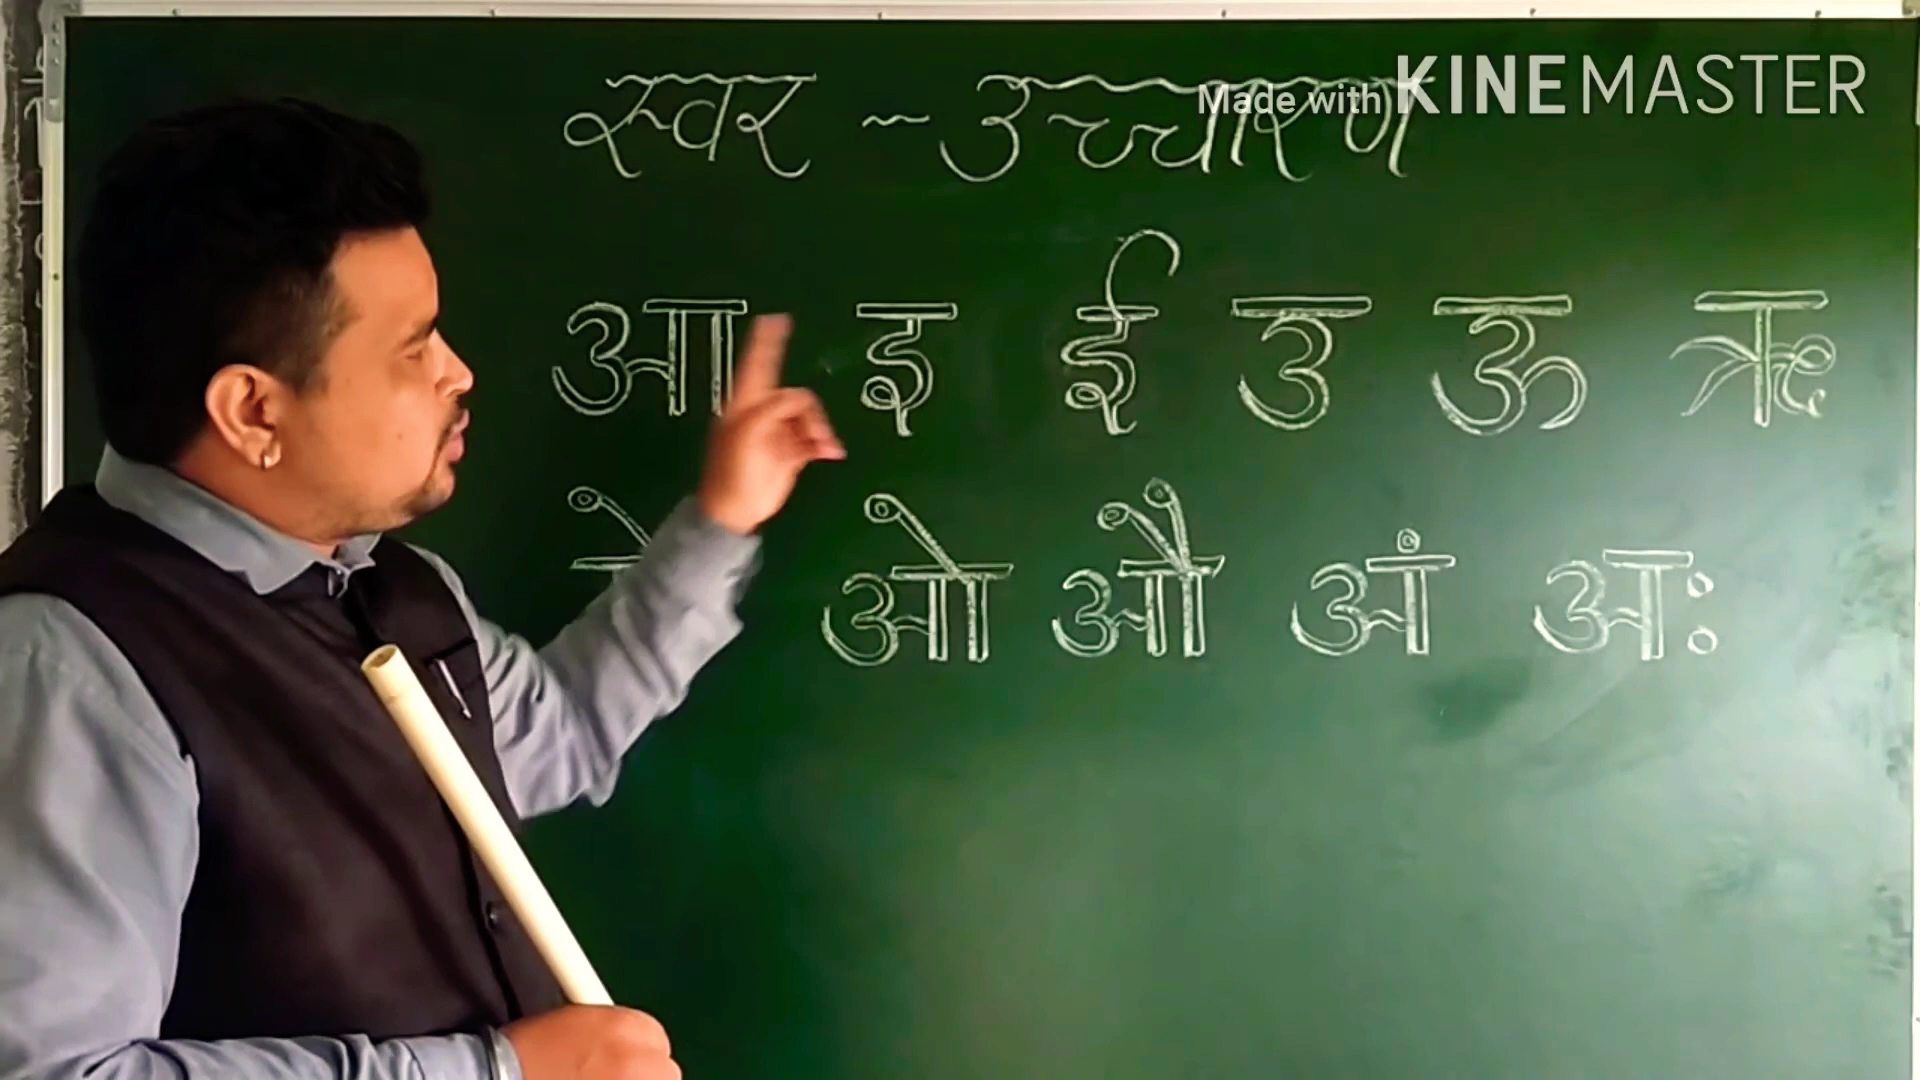 स्वर ~ उच्चारण
Made with KINEMASTER
आ इ ई उ ऊ ऋ
ओ औ अं अः